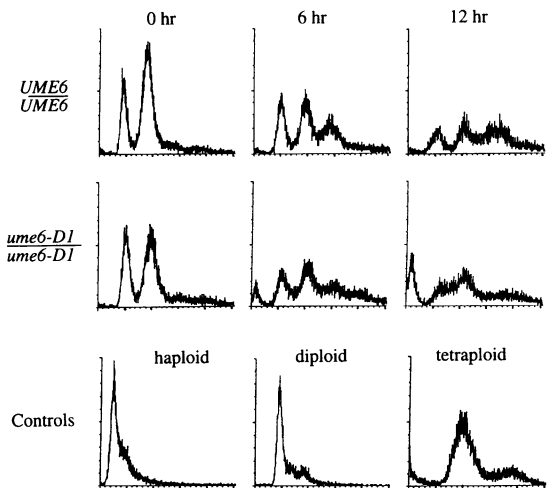 0 hr
6 hr
12 hr
UME6
UME6
ume6-D1
ume6-D1
haploid
diploid
tetraploid
Controls